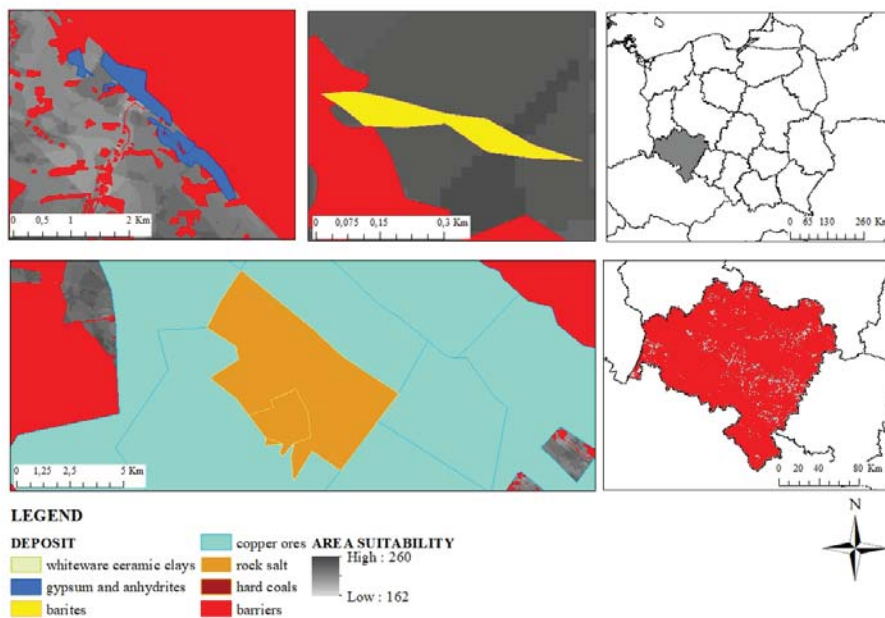 0 0,5 1 2 Km
0 0,075 0,15 0,3 Km
0 65 130 260 Km
0 1,25 2,5 5 Km
0 20 40 80 Km
N
LEGEND
DEPOSIT
whiteware ceramic clays
gypsum and anhydrites
barites
copper ores
rock salt
hard coals
barriers
AREA SUITABILITY
High : 260
Low : 162